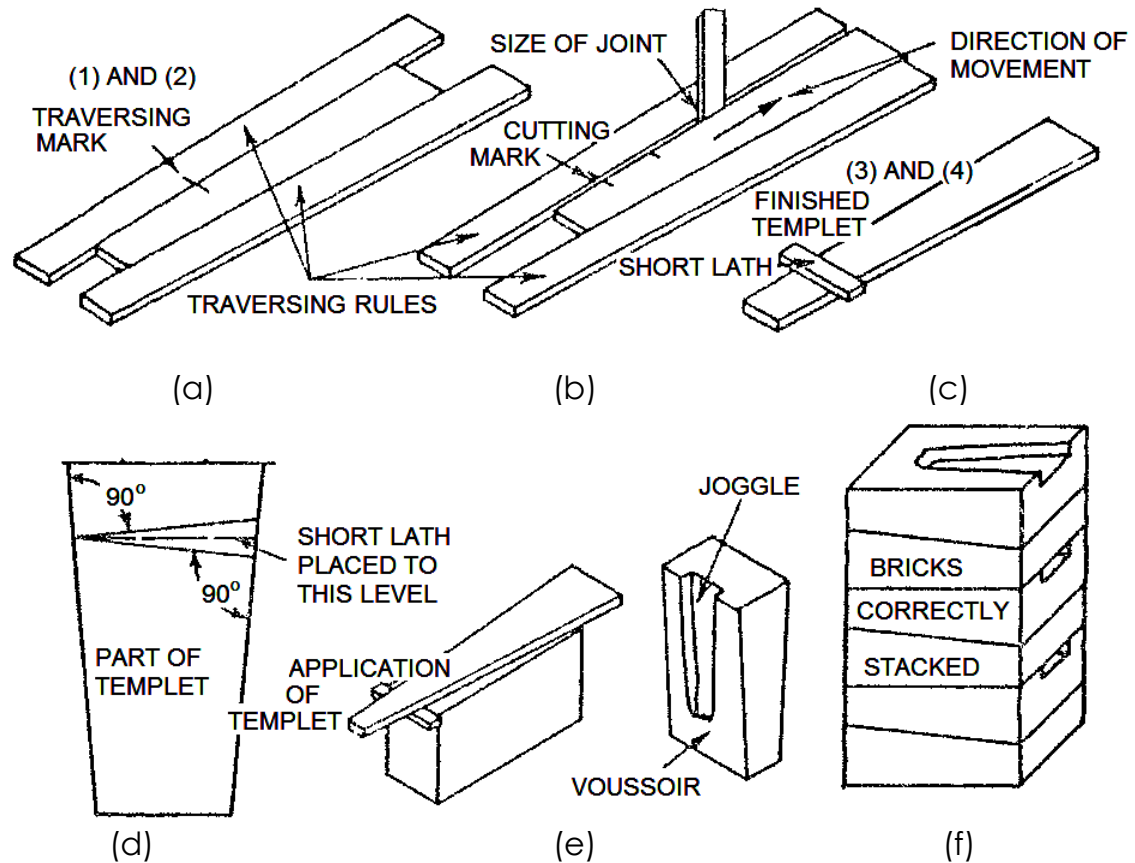 (1) AND (2)
TRAVERSING
MARK
TRAVERSING RULES
SIZE OF JOINT
CUTTING
MARK
DIRECTION OF
MOVEMENT
(3) AND (4)
FINISHED
TEMPLET
SHORT LATH
(a)
(b)
(c)
90°
SHORT LATH
PLACED TO
THIS LEVEL
90°
PART OF
TEMPLET
APPLICATION
OF
TEMPLET
JOGGLE
VOUSSOIR
BRICKS
CORRECTLY
STACKED
(d)
(e)
(f)